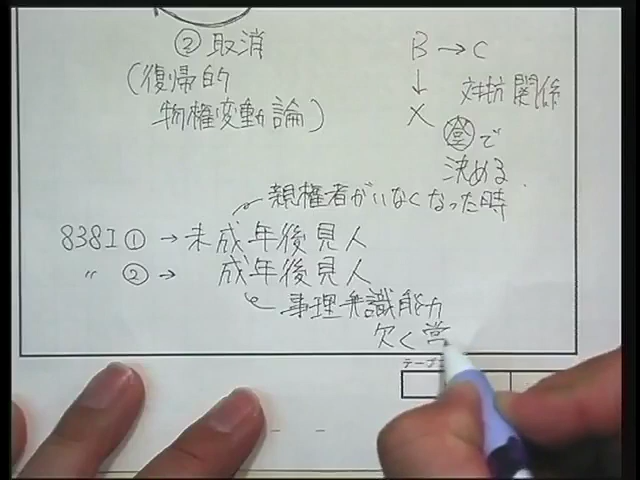 ② 取消
(復帰的
物権変動論)
B → C
↓
X
対抗関係
登で
決める.
親権者がいなくなった時
838I ① → 未成年後見人
〃 ② → 成年後見人
事理弁識能力
欠く常